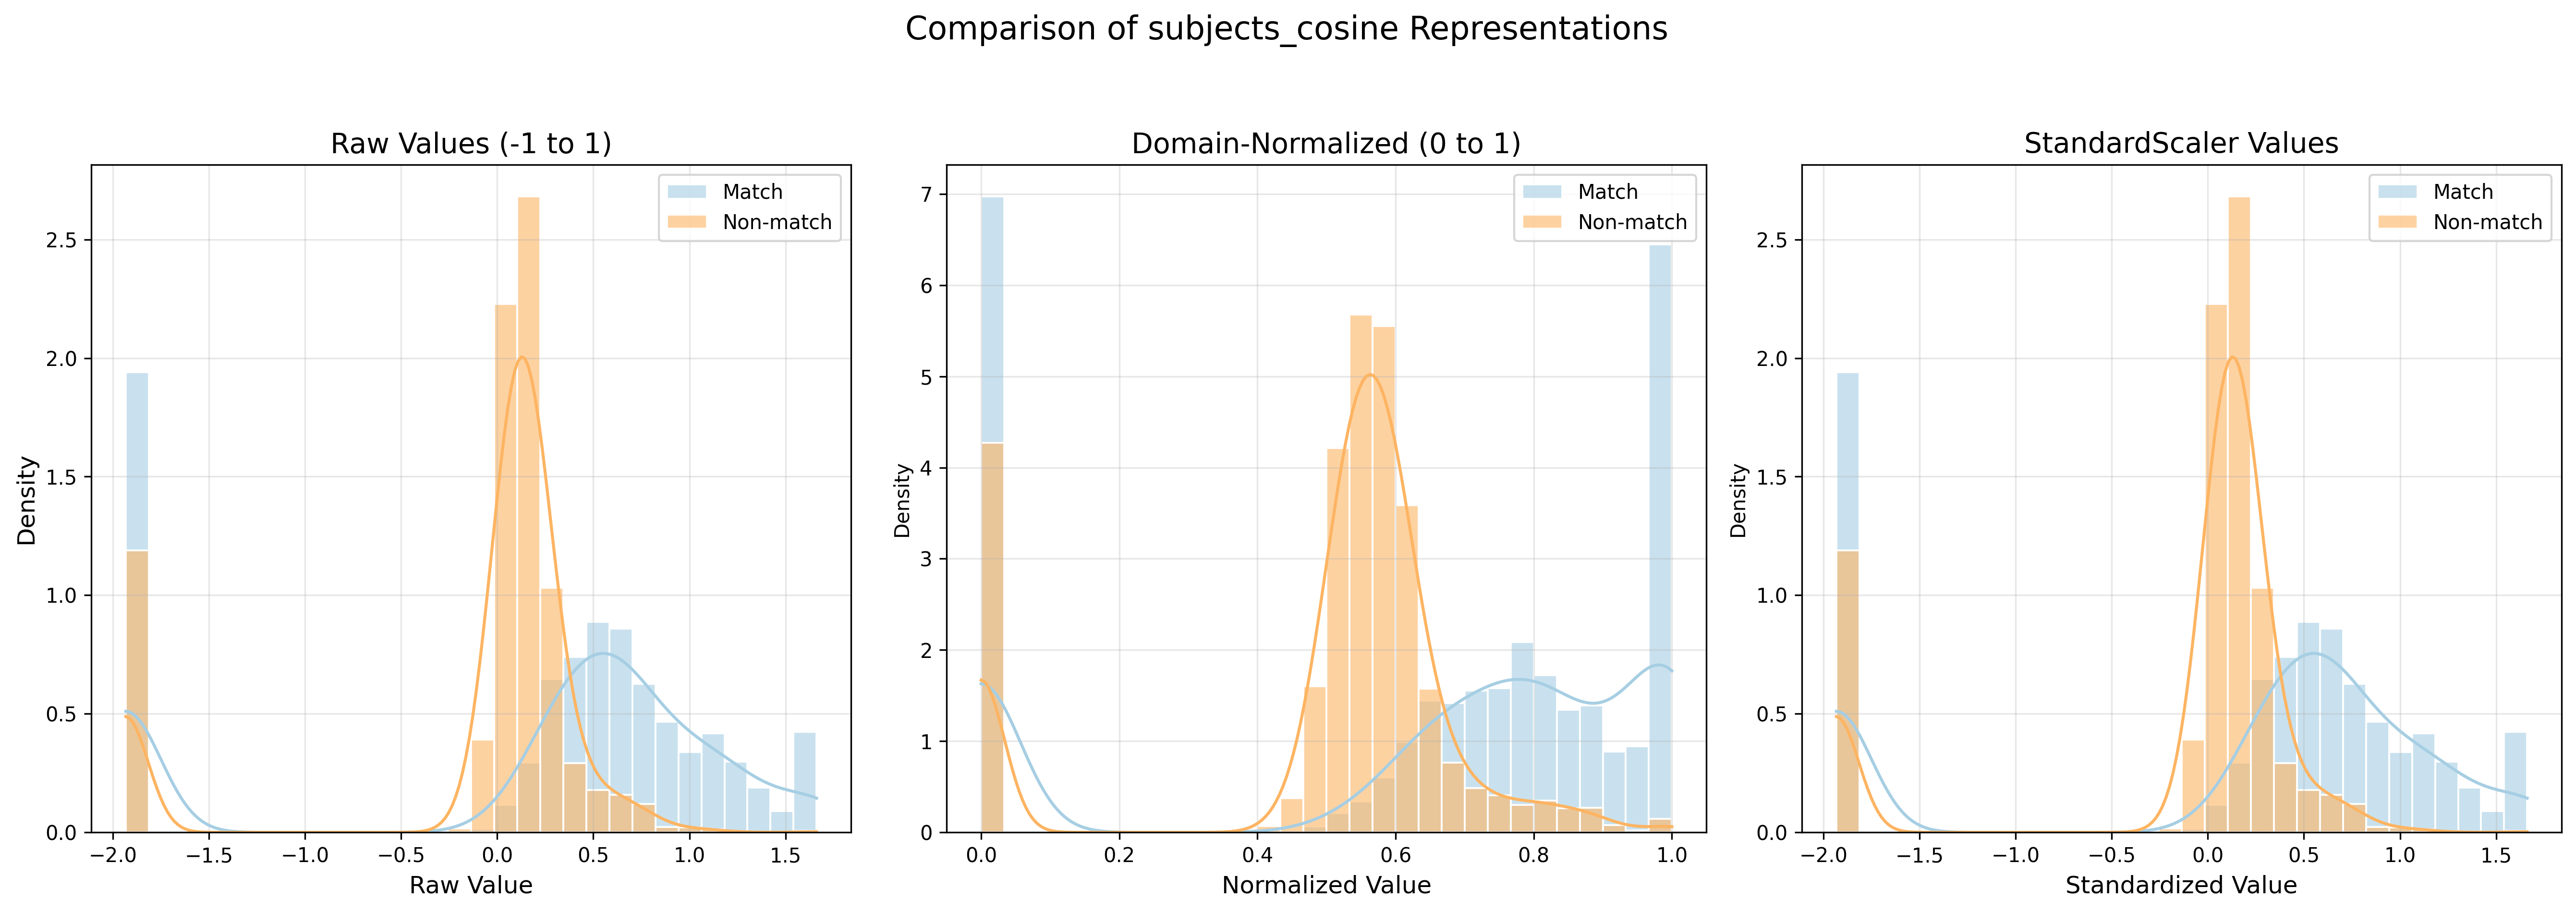 Comparison of subjects_cosine Representations
Raw Values (-1 to 1)
Density
0.0
0.5
1.0
1.5
2.0
2.5
Match
Non-match
−2.0 −1.5 −1.0 −0.5 0.0 0.5 1.0 1.5
Raw Value
Domain-Normalized (0 to 1)
Density
0
1
2
3
4
5
6
7
Match
Non-match
0.0 0.2 0.4 0.6 0.8 1.0
Normalized Value
StandardScaler Values
Density
0.0
0.5
1.0
1.5
2.0
2.5
Match
Non-match
−2.0 −1.5 −1.0 −0.5 0.0 0.5 1.0 1.5
Standardized Value